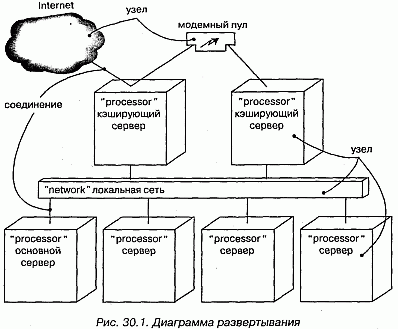 Internet
узел
модемный пул
соединение
"processor"
кэширующий
сервер
"processor"
кэширующий
сервер
узел
"network" локальная сеть
"processor"
основной
сервер
"processor"
сервер
"processor"
сервер
"processor"
сервер
Рис. 30.1. Диаграмма развертывания